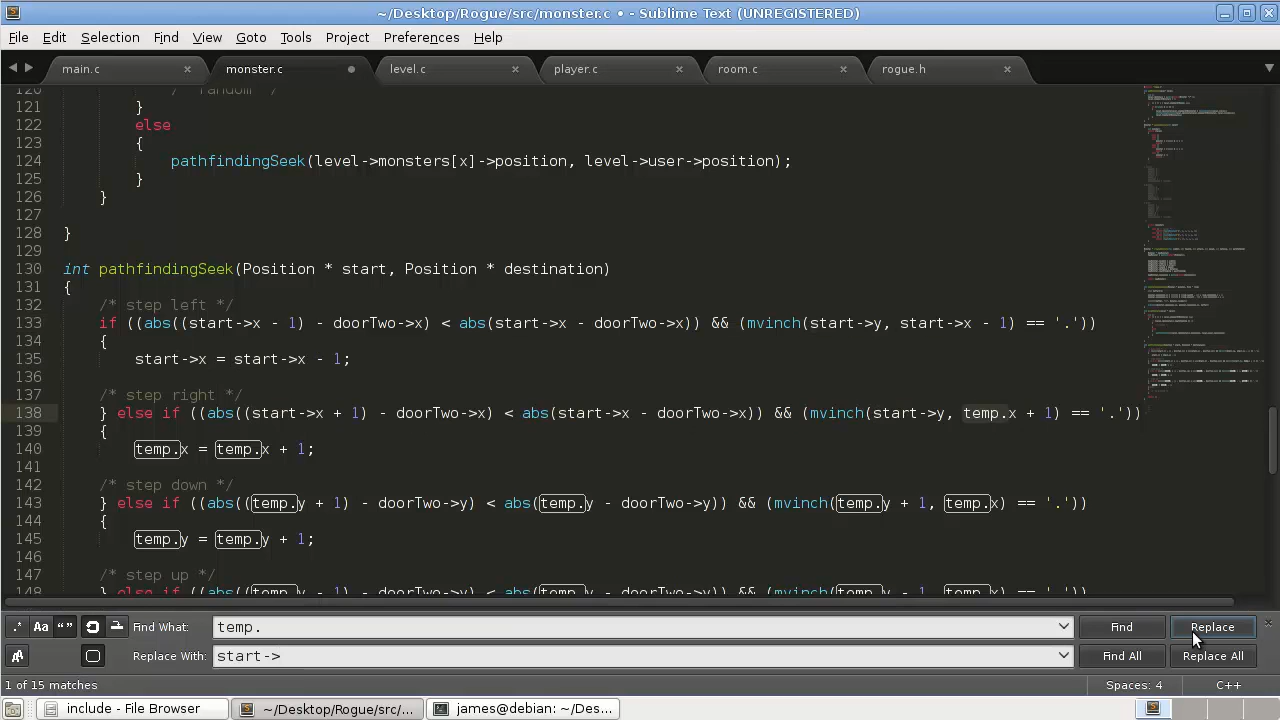 ~/Desktop/Rogue/src/monster.c • - Sublime Text (UNREGISTERED)
File Edit Selection Find View Goto Tools Project Preferences Help
main.c monster.c level.c player.c room.c rogue.h
120 /* random */
121 }
122 else
123 {
124 pathfindingSeek(level->monsters[x]->position, level->user->position);
125 }
126 }
127
128 }
129
130 int pathfindingSeek(Position * start, Position * destination)
131 {
132 /* step left */
133 if ((abs((start->x - 1) - doorTwo->x) < abs(start->x - doorTwo->x)) && (mvinch(start->y, start->x - 1) == '.'))
134 {
135 start->x = start->x - 1;
136
137 /* step right */
138 } else if ((abs((start->x + 1) - doorTwo->x) < abs(start->x - doorTwo->x)) && (mvinch(start->y, temp.x + 1) == '.'))
139 {
140 temp.x = temp.x + 1;
141
142 /* step down */
143 } else if ((abs((temp.y + 1) - doorTwo->y) < abs(temp.y - doorTwo->y)) && (mvinch(temp.y + 1, temp.x) == '.'))
144 {
145 temp.y = temp.y + 1;
146
147 /* step up */
148 } else if ((abs((temp.y - 1) - doorTwo->y) < abs(temp.y - doorTwo->y)) && (mvinch(temp.y - 1, temp.x) == '.'))
.* Aa “” Find What: temp. Find Replace
Replace With: start-> Find All Replace All
1 of 15 matches Spaces: 4 C++
include - File Browser ~/Desktop/Rogue/src/... james@debian: ~/Des...